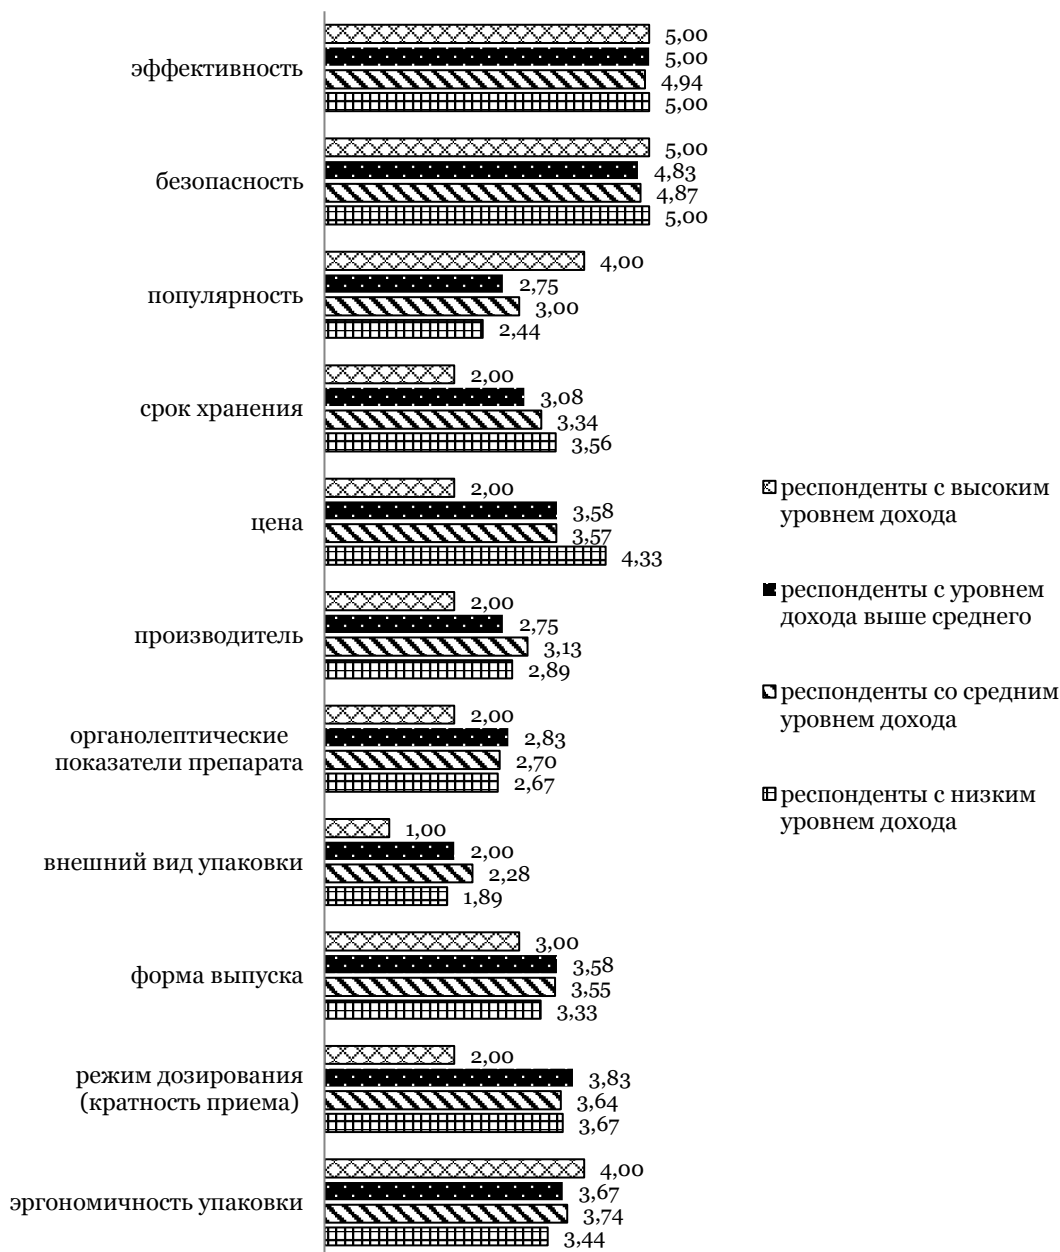 эффективность
5,00
5,00
4,94
5,00
безопасность
5,00
4,83
4,87
5,00
популярность
4,00
2,75
3,00
2,44
срок хранения
2,00
3,08
3,34
3,56
цена
2,00
3,58
3,57
4,33
производитель
2,00
2,75
3,13
2,89
органолептические
показатели препарата
2,00
2,83
2,70
2,67
внешний вид упаковки
1,00
2,00
2,28
1,89
форма выпуска
3,00
3,58
3,55
3,33
режим дозирования
(кратность приема)
2,00
3,83
3,64
3,67
эргономичность упаковки
4,00
3,67
3,74
3,44
респонденты с высоким
уровнем дохода
респонденты с уровнем
дохода выше среднего
респонденты со средним
уровнем дохода
респонденты с низким
уровнем дохода